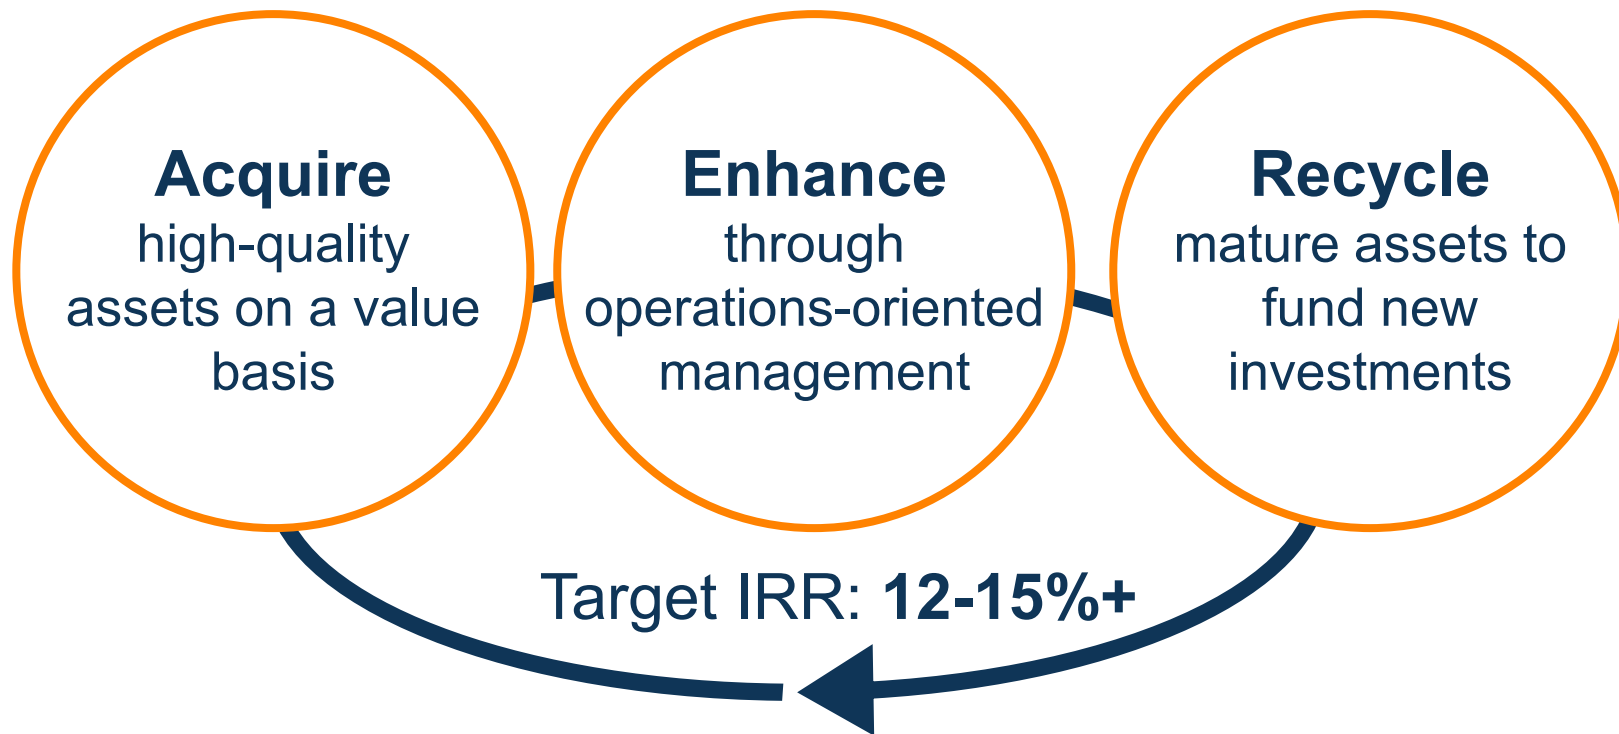 Acquire
high-quality
assets on a value
basis
Enhance
through
operations-oriented
management
Recycle
mature assets to
fund new
investments
Target IRR: 12-15%+